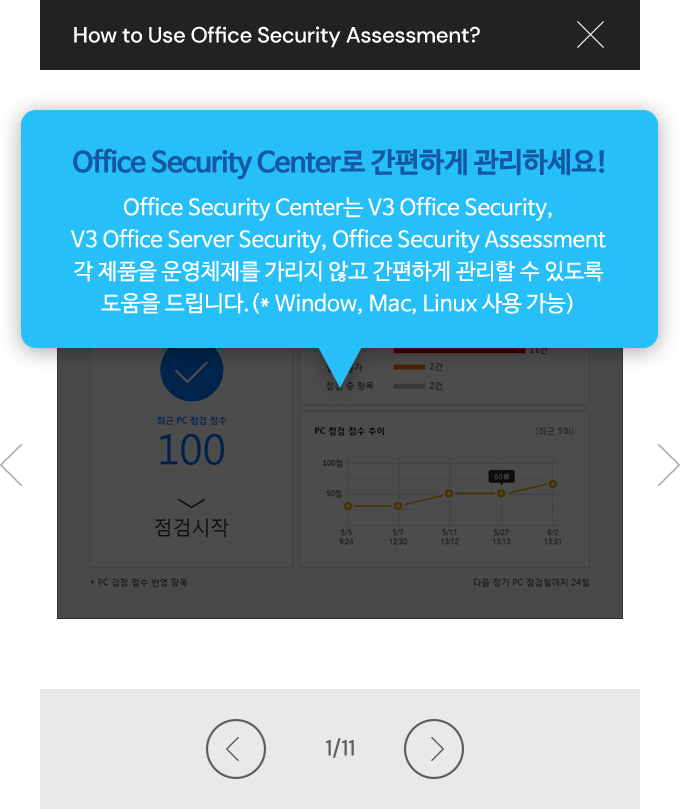 How to Use Office Security Assessment?
Office Security Center로 간편하게 관리하세요!
Office Security Center는 V3 Office Security,
V3 Office Server Security, Office Security Assessment
각 제품을 운영체제를 가리지 않고 간편하게 관리할 수 있도록
도움을 드립니다. (* Window, Mac, Linux 사용 가능)
11건
2건
점검 중 항목
2건
최근 PC 점검 점수
100
점검시작
PC 점검 점수 추이
(최근 5회)
100점
50점
50점
5/5 5/7 5/11 5/27 6/2
9:24 12:30 13:12 13:13 13:31
PC 점검 점수 반영 항목
다음 정기 PC 점검일까지 24일
1/11